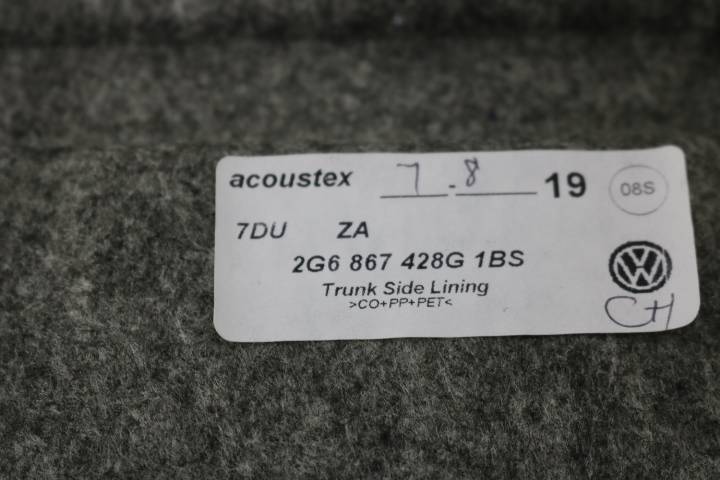 acoustex 7 - 8 19 08S
7DU ZA
2G6 867 428G 1BS
Trunk Side Lining
>CO+PP+PET<
CH